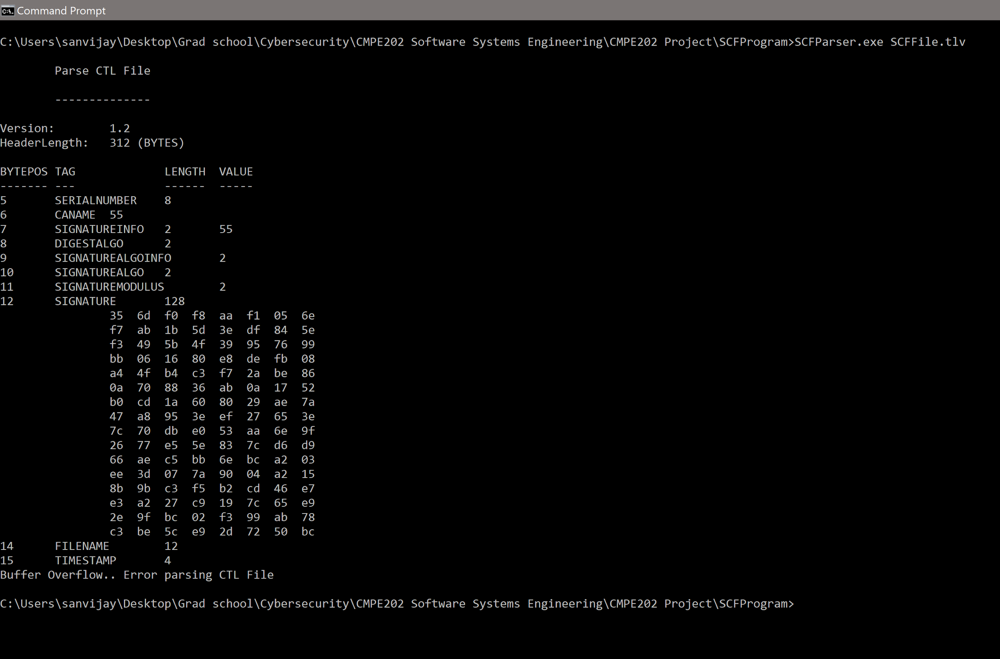 Command Prompt
C:\Users\sanvijay\Desktop\Grad school\Cybersecurity\CMPE202 Software Systems Engineering\CMPE202 Project\SCFProgram>SCFParser.exe SCFFile.tlv
Parse CTL File
--------------
Version: 1.2
HeaderLength: 312 (BYTES)
BYTEPOS TAG LENGTH VALUE
------- --- ------ -----
5 SERIALNUMBER 8
6 CANAME 55
7 SIGNATUREINFO 2 55
8 DIGESTALGO 2
9 SIGNATUREALGOINFO 2
10 SIGNATUREALGO 2
11 SIGNATUREMODULUS 2
12 SIGNATURE 128
35 6d f0 f8 aa f1 05 6e
f7 ab 1b 5d 3e df 84 5e
f3 49 5b 4f 39 95 76 99
bb 06 16 80 e8 de fb 08
a4 4f b4 c3 f7 2a be 86
0a 70 88 36 ab 0a 17 52
b0 cd 1a 60 80 29 ae 7a
47 a8 95 3e ef 27 65 3e
7c 70 db e0 53 aa 6e 9f
26 77 e5 5e 83 7c d6 d9
66 ae c5 bb 6e bc a2 03
ee 3d 07 7a 90 04 a2 15
8b 9b c3 f5 b2 cd 46 e7
e3 a2 27 c9 19 7c 65 e9
2e 9f bc 02 f3 99 ab 78
c3 be 5c e9 2d 72 50 bc
14 FILENAME 12
15 TIMESTAMP 4
Buffer Overflow.. Error parsing CTL File
C:\Users\sanvijay\Desktop\Grad school\Cybersecurity\CMPE202 Software Systems Engineering\CMPE202 Project\SCFProgram>